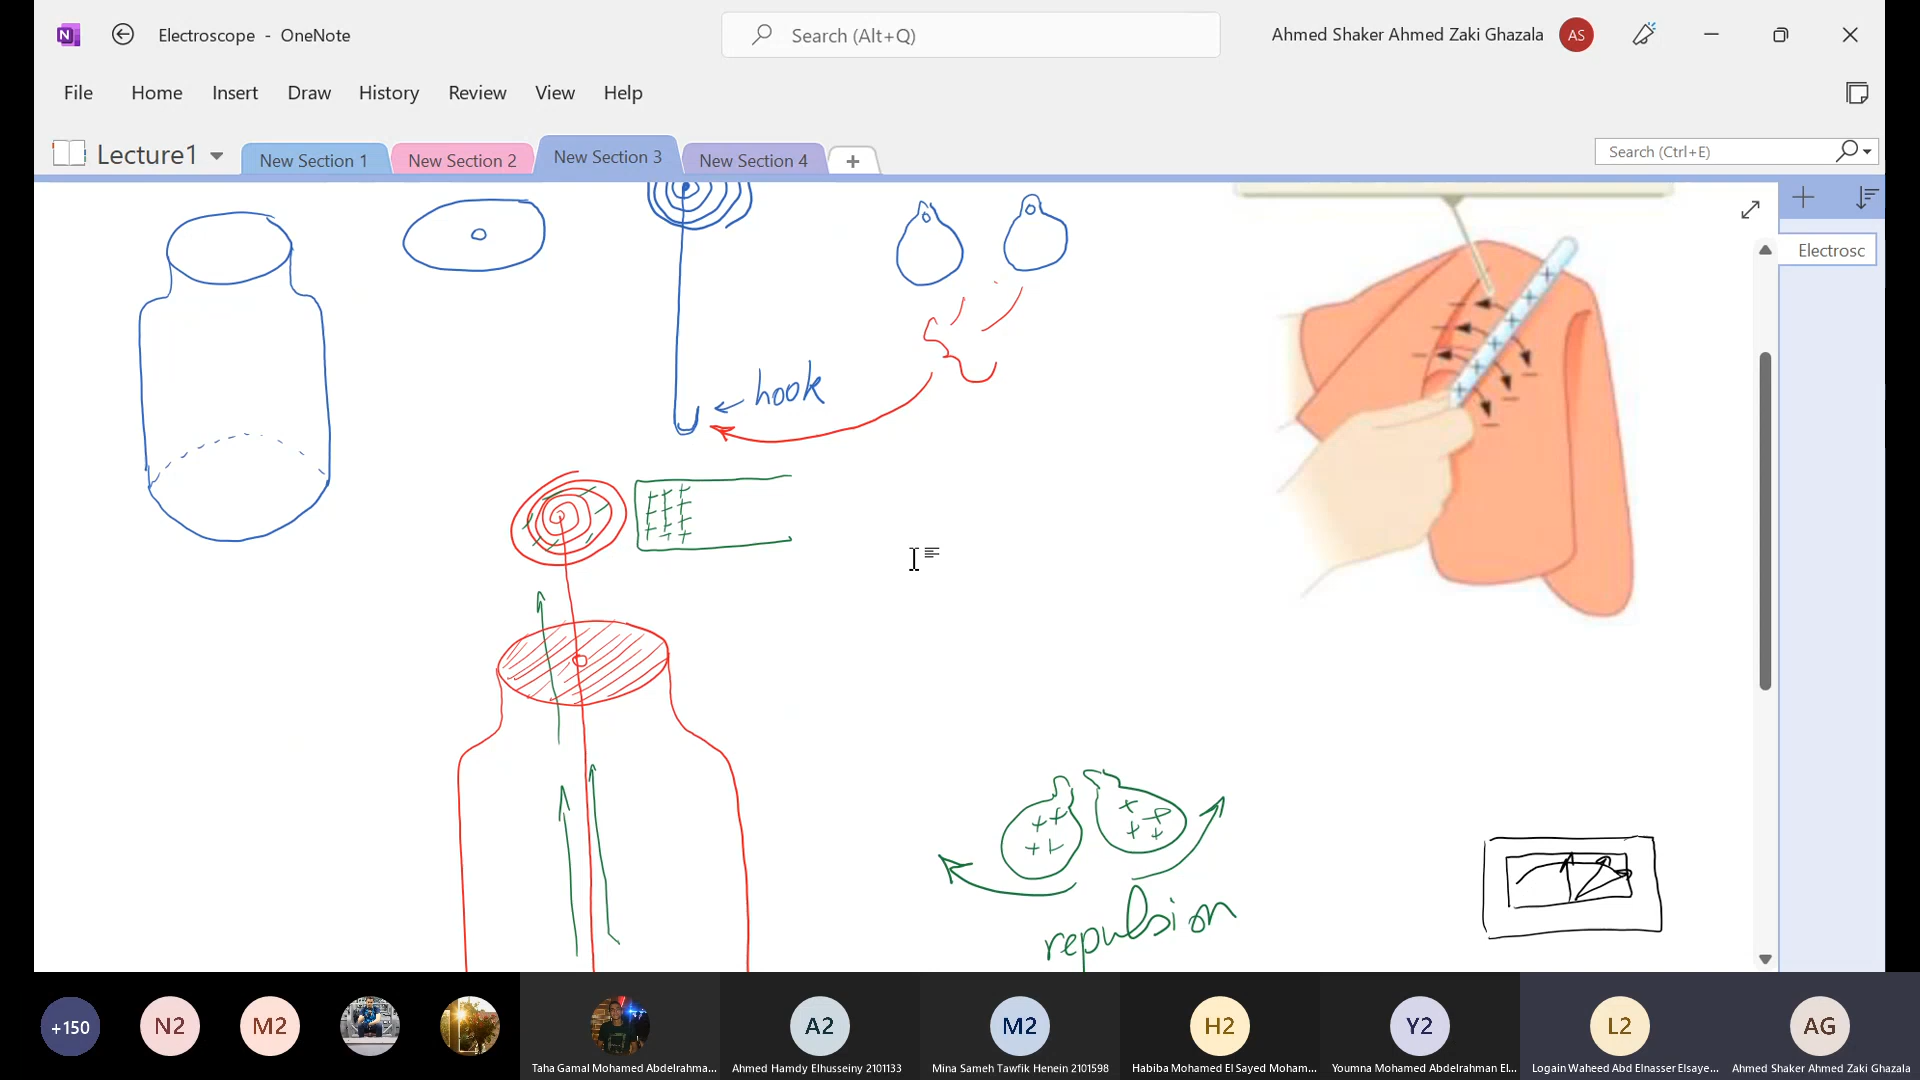 Electroscope - OneNote
Search (Alt+Q)
Ahmed Shaker Ahmed Zaki Ghazala
AS
File Home Insert Draw History Review View Help
Lecture1
New Section 1
New Section 2
New Section 3
New Section 4
+
Search (Ctrl+E)
Electrosc
hook
repulsion
+150
N2
M2
A2
M2
H2
Y2
L2
AG
Taha Gamal Mohamed Abdelrahma...
Ahmed Hamdy Elhusseiny 2101133
Mina Sameh Tawfik Henein 2101598
Habiba Mohamed El Sayed Moham...
Youmna Mohamed Abdelrahman El...
Logain Waheed Abd Elnasser Elsaye...
Ahmed Shaker Ahmed Zaki Ghazala